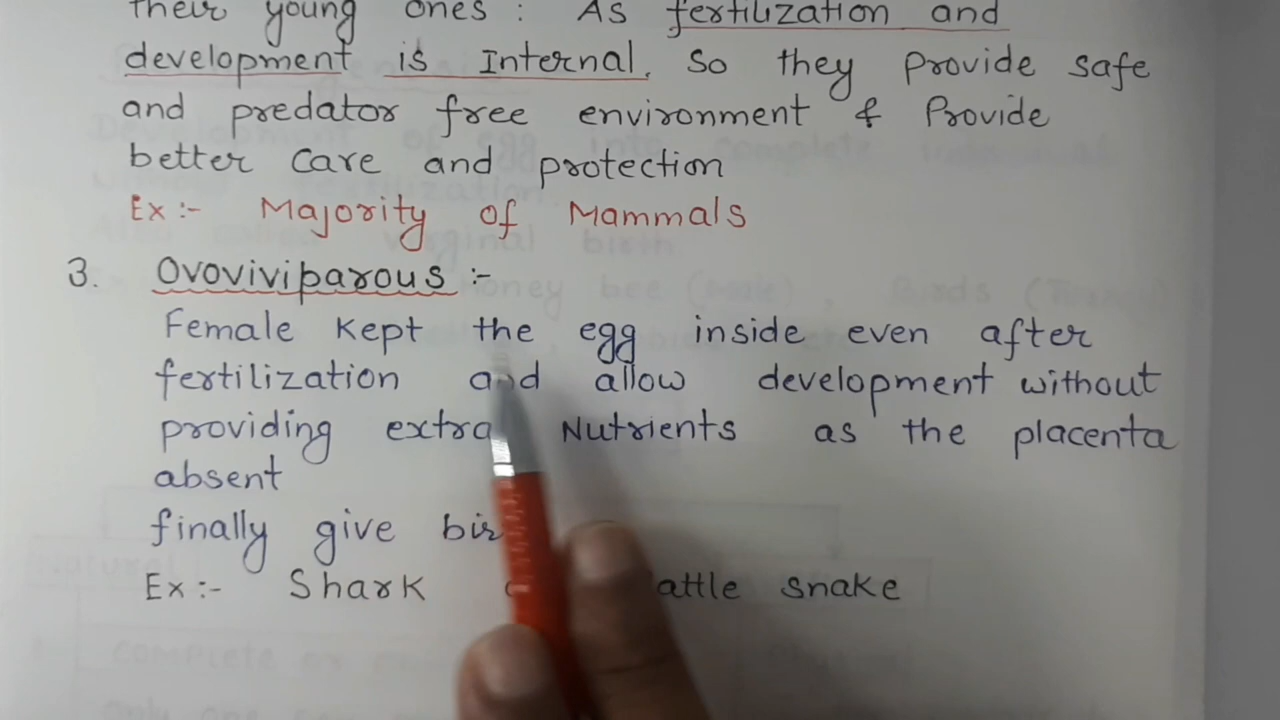 their young ones : As fertilization and
development is Internal. So they provide safe
and predator free environment & Provide
better care and protection
Ex :- Majority of Mammals
3. Ovoviviparous :-
Female kept the egg inside even after
fertilization and allow development without
providing extra Nutrients as the placenta
absent
finally give
Ex :- Shark snake